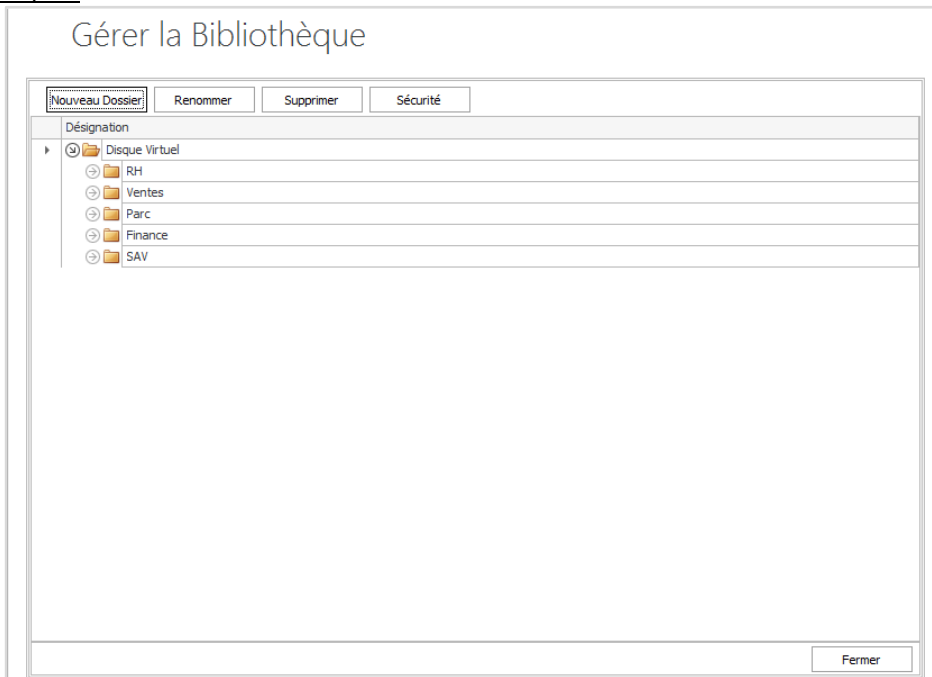 Gérer la Bibliothèque
Nouveau Dossier Renommer Supprimer Sécurité
Désignation
Disque Virtuel
RH
Ventes
Parc
Finance
SAV
Fermer